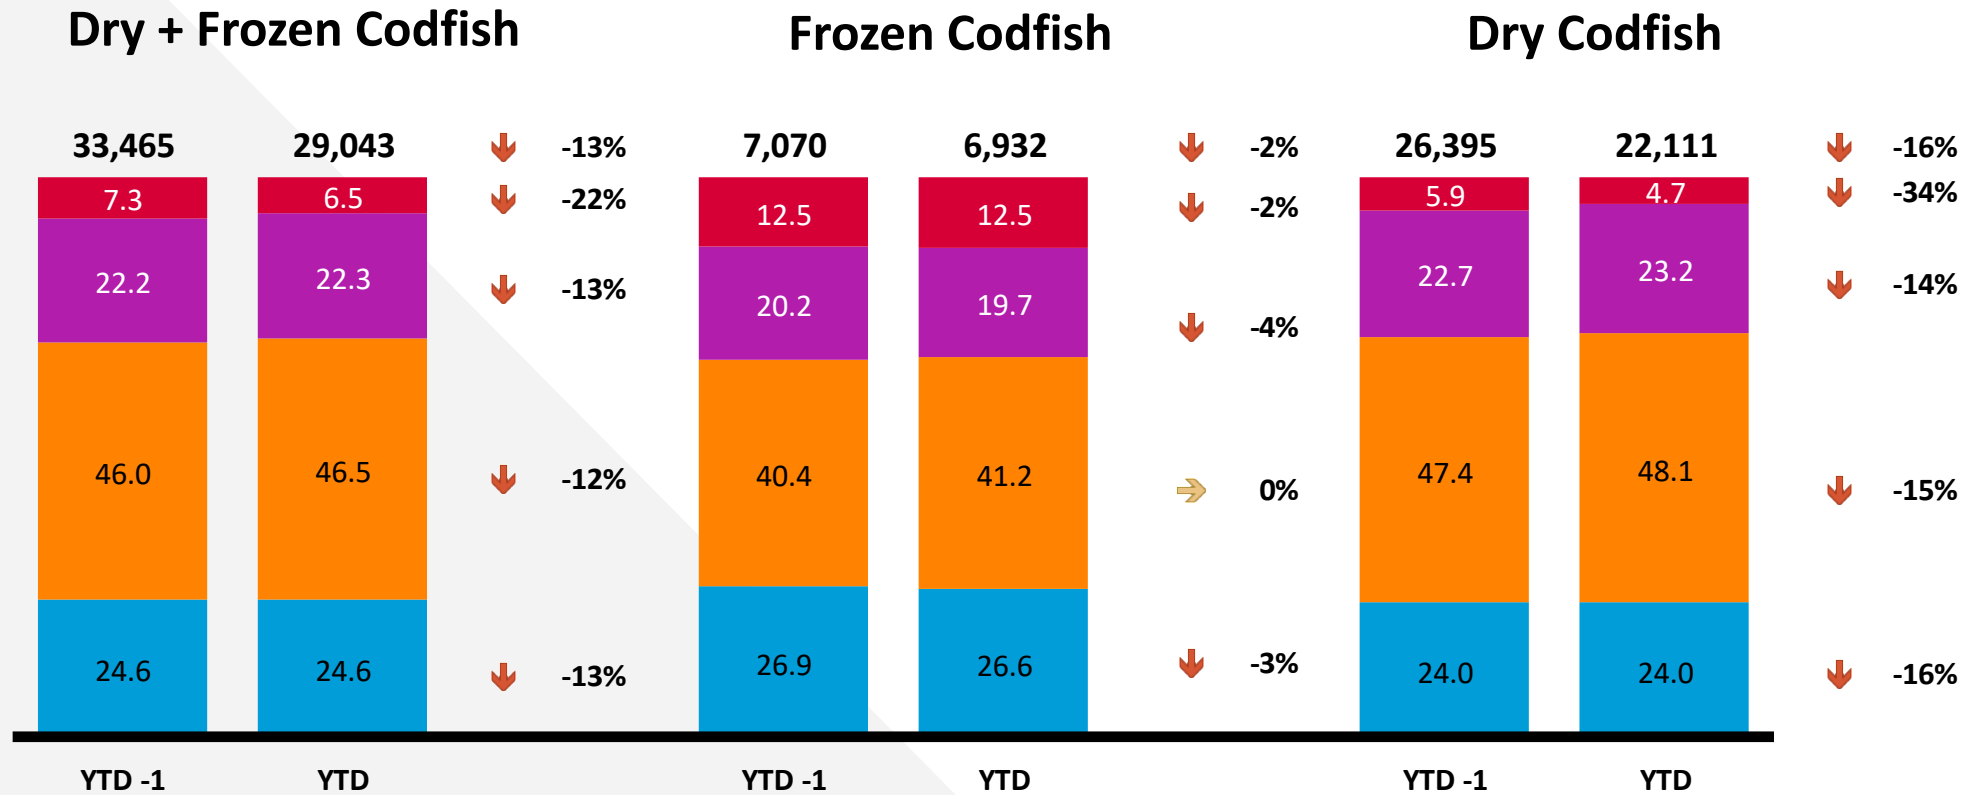 Dry + Frozen Codfish
33,465 29,043 -13%
7.3 6.5 -22%
22.2 22.3 -13%
46.0 46.5 -12%
24.6 24.6 -13%
YTD -1 YTD
Frozen Codfish
7,070 6,932 -2%
12.5 12.5 -2%
20.2 19.7 -4%
40.4 41.2 0%
26.9 26.6 -3%
YTD -1 YTD
Dry Codfish
26,395 22,111 -16%
5.9 4.7 -34%
22.7 23.2 -14%
47.4 48.1 -15%
24.0 24.0 -16%
YTD -1 YTD